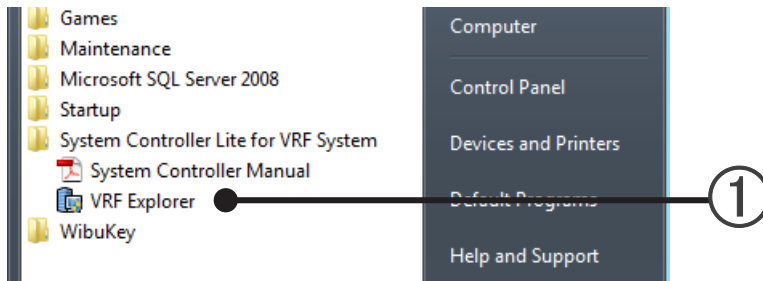 Games
Maintenance
Microsoft SQL Server 2008
Startup
System Controller Lite for VRF System
System Controller Manual
VRF Explorer
WibuKey
Computer
Control Panel
Devices and Printers
Default Programs
Help and Support
1